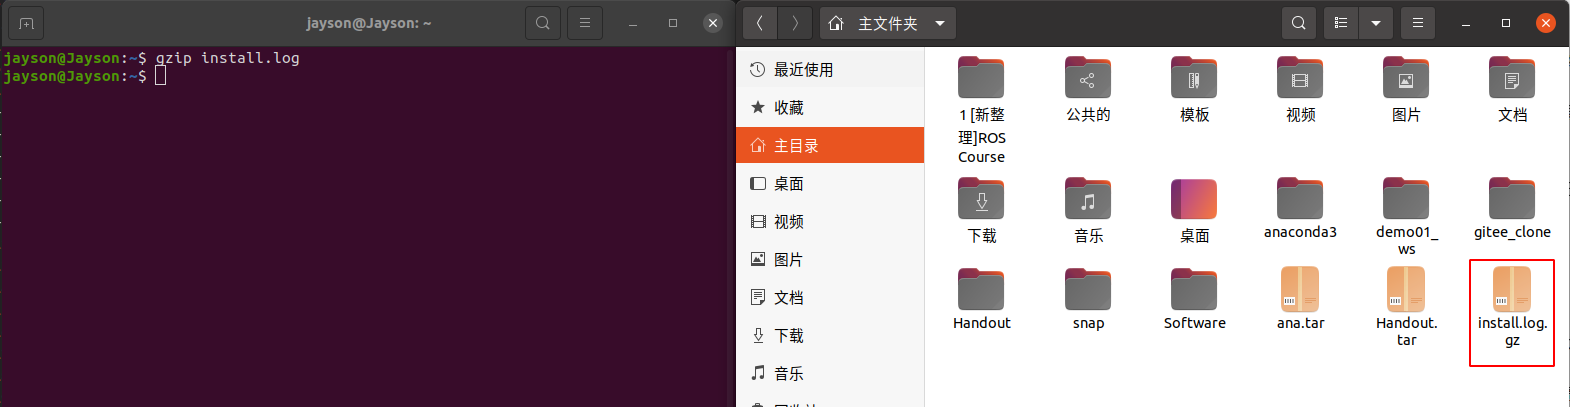 jayson@Jayson: ~
jayson@Jayson:~$ gzip install.log
jayson@Jayson:~$
主文件夹
最近使用
收藏
主目录
桌面
视频
图片
文档
下载
音乐
1 [新整
理]ROS
Course
公共的
模板
视频
图片
文档
下载
音乐
桌面
anaconda3
demo01_
ws
gitee_clone
Handout
snap
Software
ana.tar
Handout.
tar
install.log.
gz